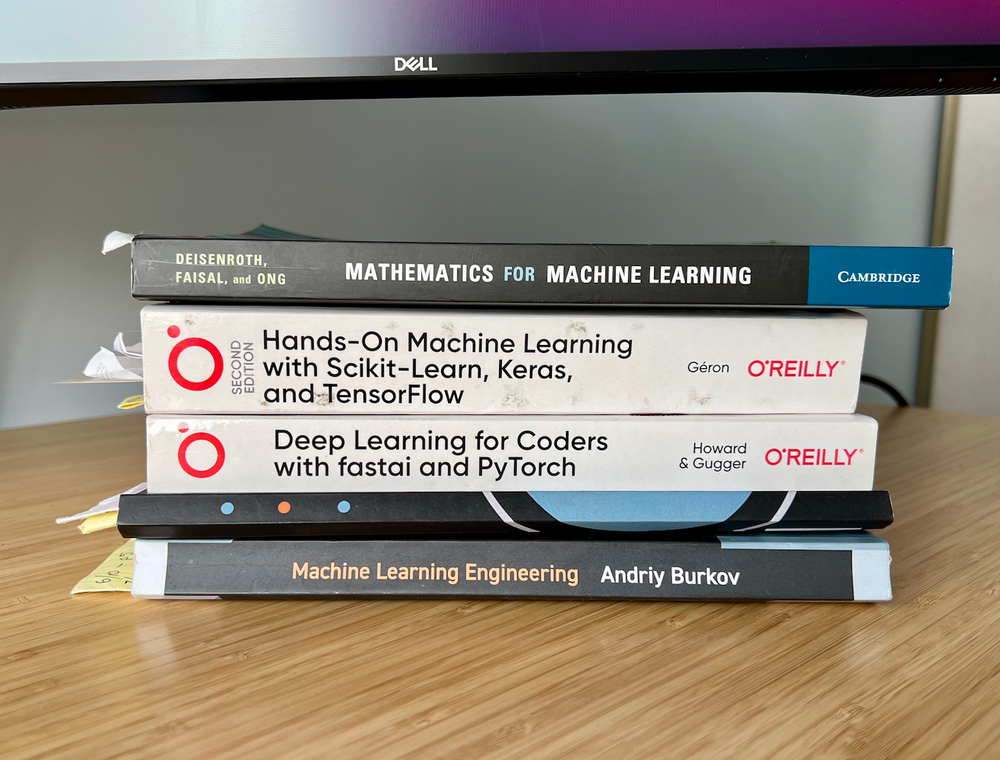 DELL
DEISENROTH,
FAISAL, and ONG
MATHEMATICS FOR MACHINE LEARNING
CAMBRIDGE
SECOND
EDITION
Hands-On Machine Learning
with Scikit-Learn, Keras,
and TensorFlow
Géron
O'REILLY®
Deep Learning for Coders
with fastai and PyTorch
Howard
& Gugger
O'REILLY®
Machine Learning Engineering
Andriy Burkov